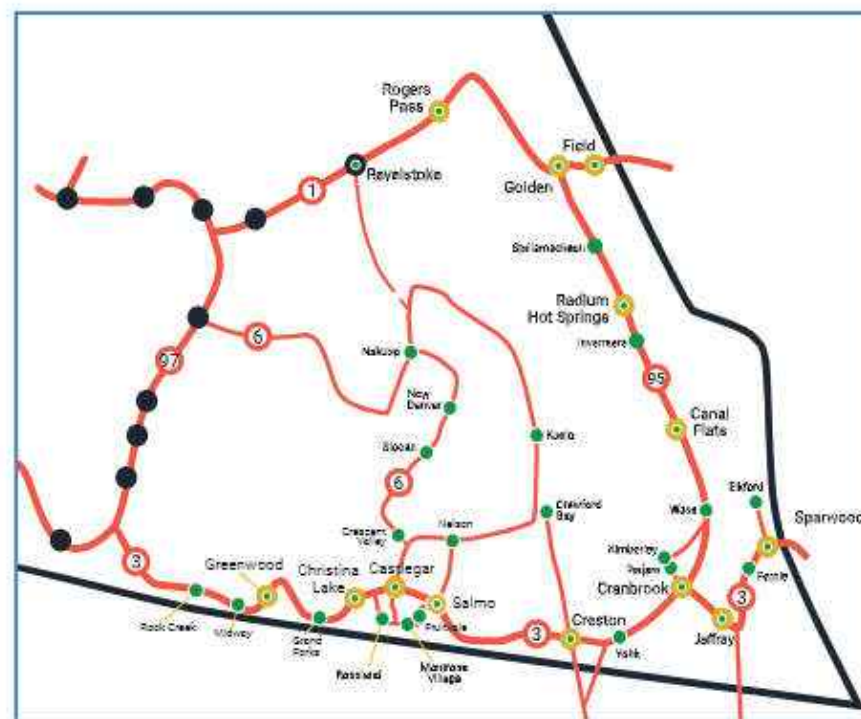 Rogers
Pass
Field
Revelstoke
1
Golden
Spillamacheen
Radium
Hot Springs
Invermere
6
97
Nakusp
95
New
Denver
Canal
Flats
Kaslo
Slocan
6
Elkford
Crawford
Bay
Wasa
Sparwood
Nelson
Crescent
Valley
Kimberley
3
Greenwood
Christina
Lake
Castlegar
Cranbrook
Fernie
3
Salmo
Rock Creek
Midway
Grand
Forks
Fruitvale
3
Creston
Jaffray
Yahk
Rossland
Montrose
Village